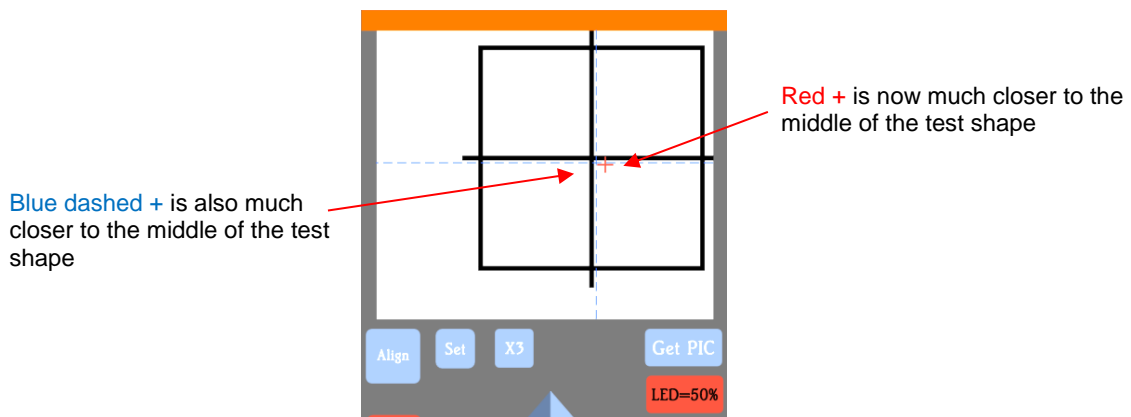 Red + is now much closer to the
middle of the test shape
Blue dashed + is also much
closer to the middle of the test
shape
Align
Set
X3
Get PIC
LED=50%